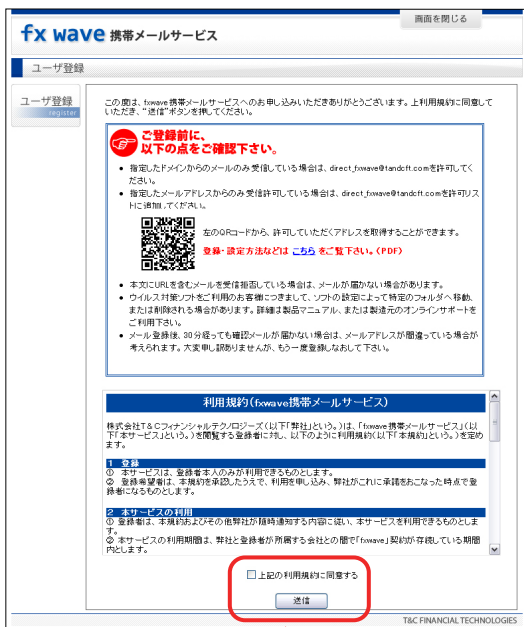 画面を閉じる
fx wave 携帯メールサービス
ユーザ登録
ユーザ登録
register
この度は、fxwave携帯メールサービスへのお申し込みいただきありがとうございます。上利用規約に同意して
いただき、“送信”ボタンを押してください。
ご登録前に、
以下の点をご確認下さい。
• 指定したドメインからのメールのみ受信している場合は、direct_fxwave@tandcft.comを許可してく
ださい。
• 指定したメールアドレスからのみ受信許可している場合は、direct_fxwave@tandcft.comを許可リス
トに追加してください。
左のQRコードから、許可していただくアドレスを取得することができます。
登録・設定方法などは こちら をご覧下さい。(PDF)
• 本文にURLを含むメールを受信拒否している場合は、メールが届かない場合があります。
• ウイルス対策ソフトをご利用のお客様につきまして、ソフトの設定によって特定のフォルダへ移動、
または削除される場合があります。詳細は製品マニュアル、または製造元のオンラインサポートを
ご利用下さい。
• メール登録後、30分経っても確認メールが届かない場合は、メールアドレスが間違っている場合が
考えられます。大変申し訳ありませんが、もう一度登録しなおして下さい。
利用規約(fxwave携帯メールサービス)
株式会社T&Cフィナンシャルテクノロジーズ(以下「弊社」という。)は、「fxwave携帯メールサービス」(以
下「本サービス」という。)を閲覧する登録者に対し、以下のように利用規約(以下「本規約」という。)を定め
ます。
1 登録
① 本サービスは、登録者本人のみが利用できるものとします。
② 登録希望者は、本規約を承認したうえで、利用を申し込み、弊社がこれに承諾をおこなった時点で登
録者になるものとします。
2 本サービスの利用
① 登録者は、本規約およびその他弊社が随時通知する内容に従い、本サービスを利用できるものとしま
す。
② 本サービスの利用期間は、弊社と登録者が所属する会社との間で「fxwave」契約が存続している期間
内とします。
上記の利用規約に同意する
送信
T&C FINANCIAL TECHNOLOGIES